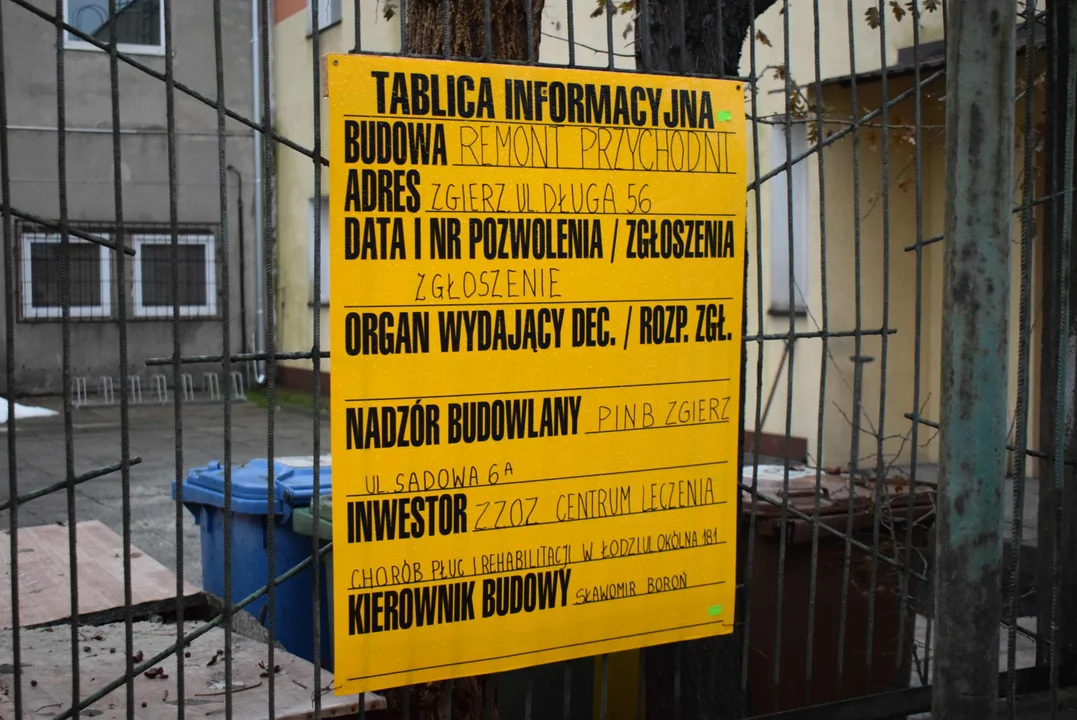 TABLICA INFORMACYJNA
BUDOWA REMONT PRZYCHODNI
ADRES ZGIERZ UL DŁUGA 56
DATA I NR POZWOLENIA / ZGŁOSZENIA
ZGŁOSZENIE
ORGAN WYDAJĄCY DEC. / ROZP. ZGŁ.
NADZÓR BUDOWLANY PINB ZGIERZ
UL. SĄDOWA 6A
INWESTOR ZZOZ CENTRUM LECZENIA
CHORÓB PŁUC I REHABILITACJI W ŁODZI UL OKÓLNA 181
KIEROWNIK BUDOWY SŁAWOMIR BOROŃ